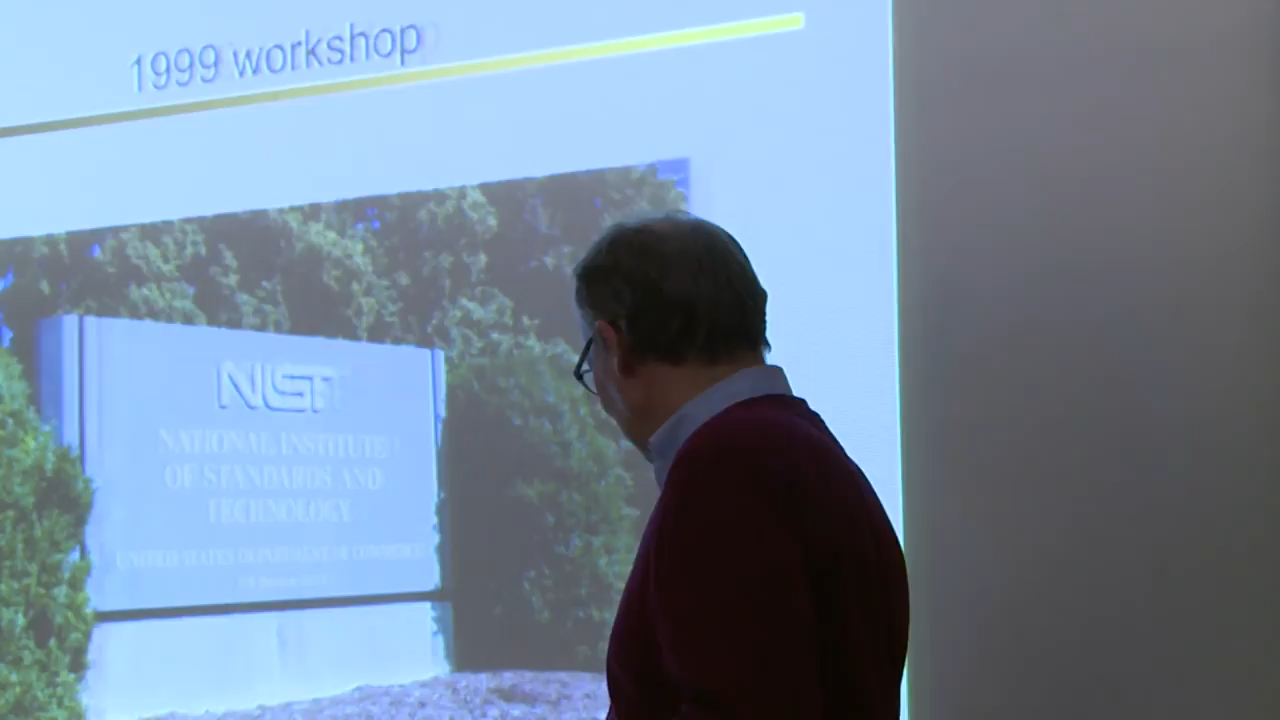 1999 workshop
NIST
NATIONAL INSTITUTE
OF STANDARDS AND
TECHNOLOGY
UNITED STATES DEPARTMENT OF COMMERCE